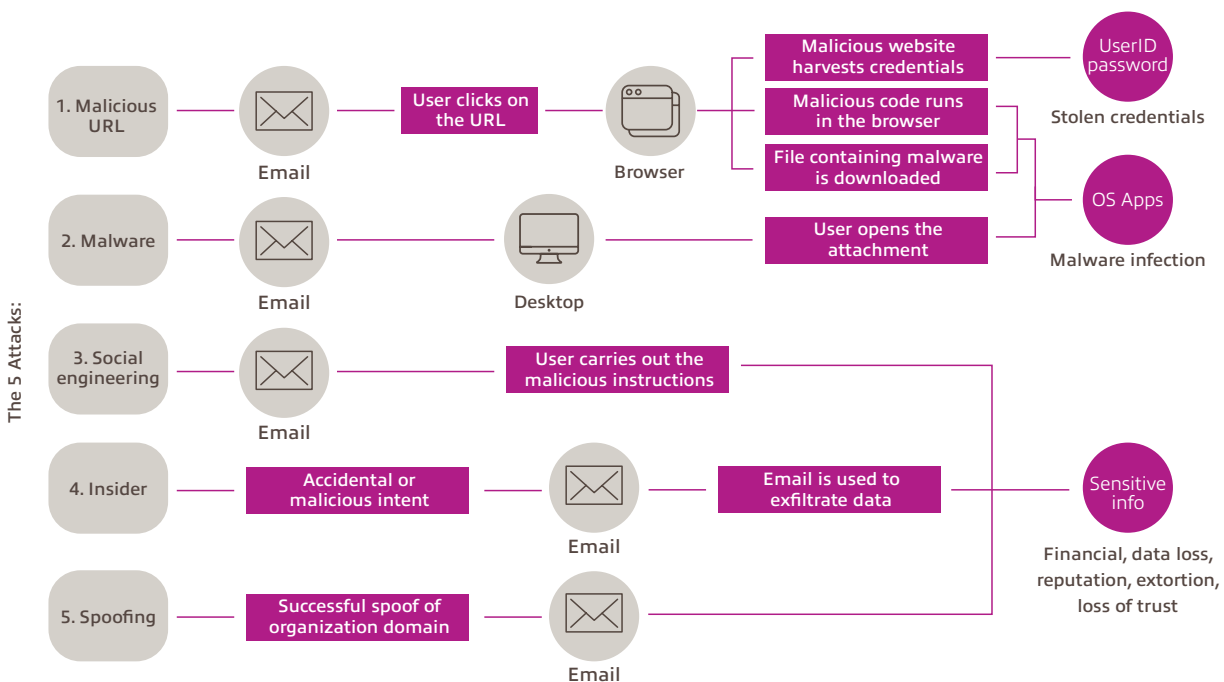 The 5 Attacks:
1. Malicious
URL
Email
User clicks on
the URL
Browser
Malicious website
harvests credentials
Malicious code runs
in the browser
File containing malware
is downloaded
UserID
password
Stolen credentials
2. Malware
Email
Desktop
User opens the
attachment
OS Apps
Malware infection
3. Social
engineering
Email
User carries out the
malicious instructions
4. Insider
Accidental or
malicious intent
Email
Email is used to
exfiltrate data
Sensitive
info
Financial, data loss,
reputation, extortion,
loss of trust
5. Spoofing
Successful spoof of
organization domain
Email